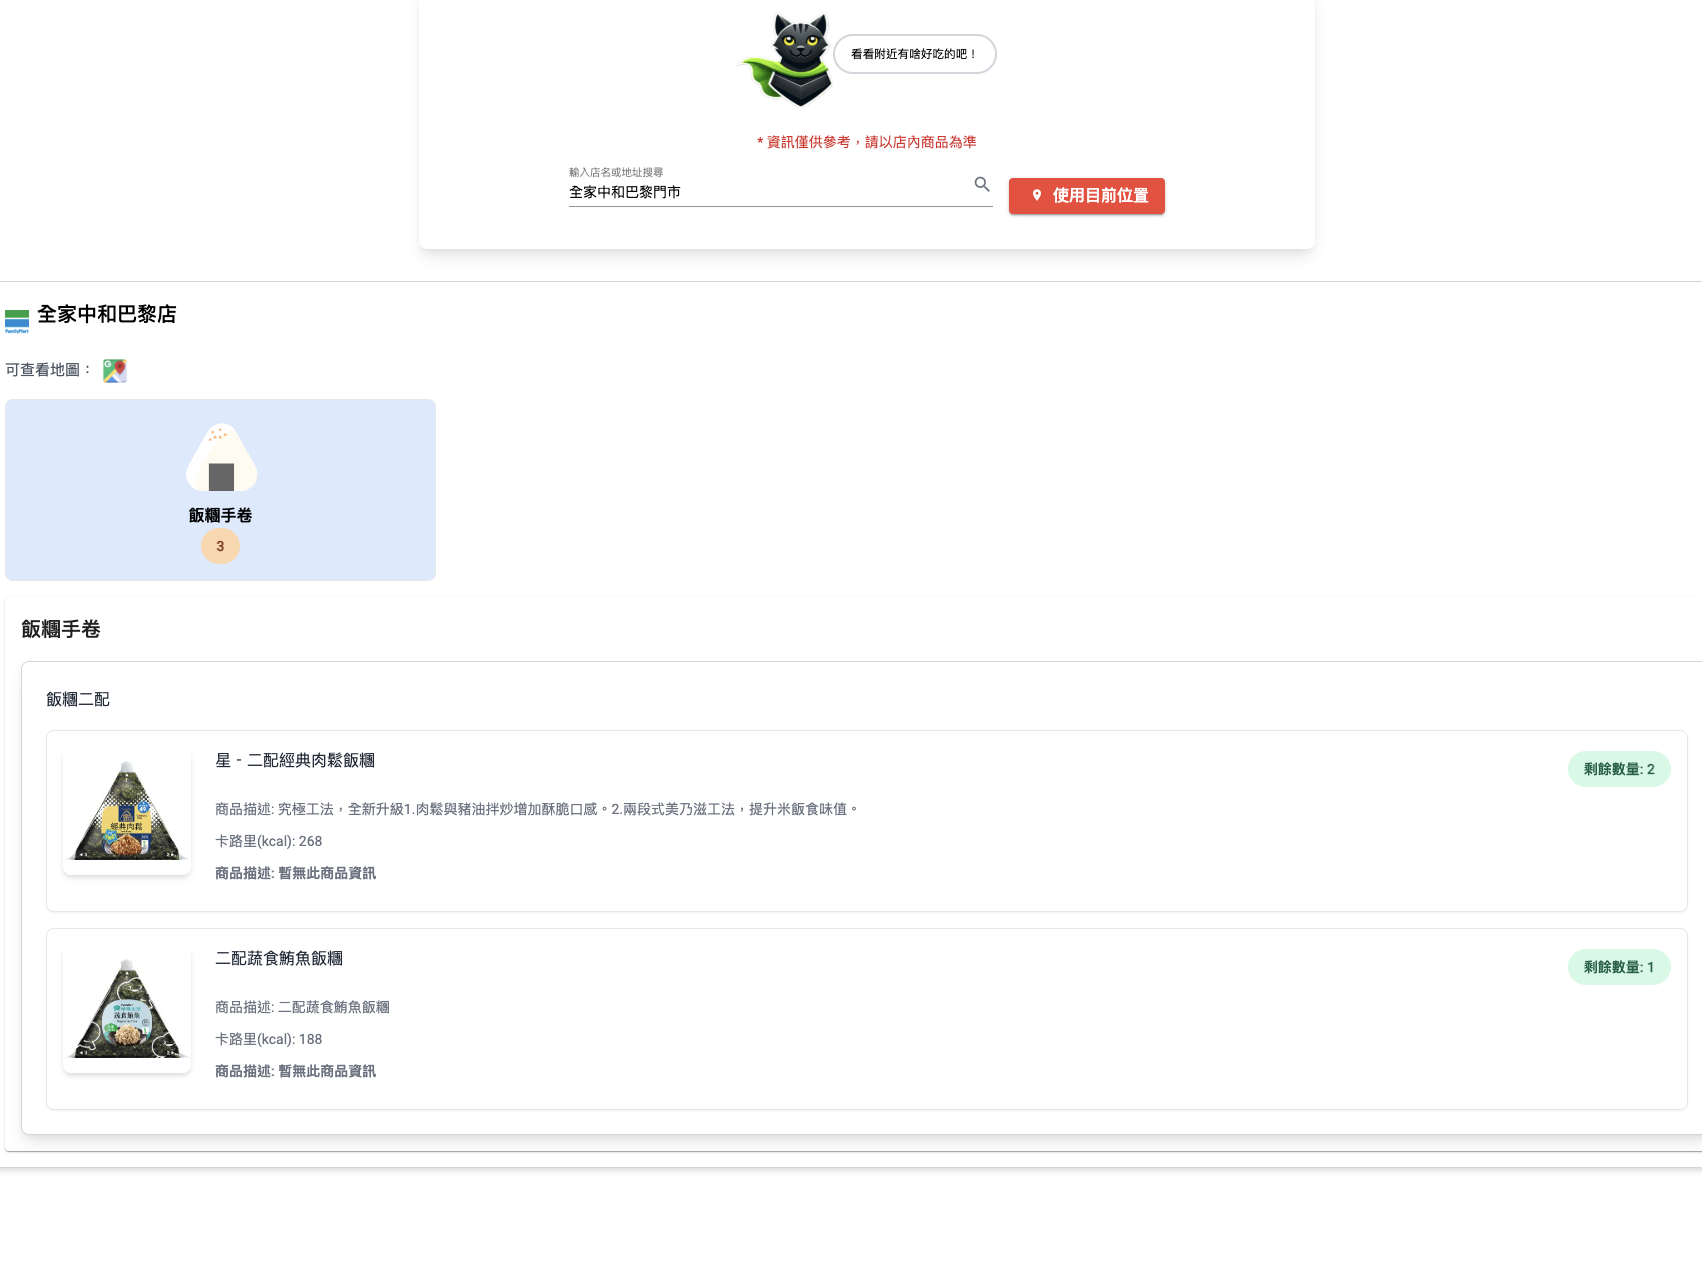 看看附近有啥好吃的吧！
* 資訊僅供參考，請以店內商品為準
輸入店名或地址搜尋
全家中和巴黎門市
使用目前位置
FamilyMart
全家中和巴黎店
可查看地圖：
飯糰手卷
3
飯糰手卷
飯糰二配
星 - 二配經典肉鬆飯糰
剩餘數量: 2
經典肉鬆
商品描述: 究極工法，全新升級1.肉鬆與豬油拌炒增加酥脆口感。2.兩段式美乃滋工法，提升米飯食味值。
卡路里(kcal): 268
商品描述: 暫無此商品資訊
二配蔬食鮪魚飯糰
剩餘數量: 1
蔬食鮪魚
商品描述: 二配蔬食鮪魚飯糰
卡路里(kcal): 188
商品描述: 暫無此商品資訊